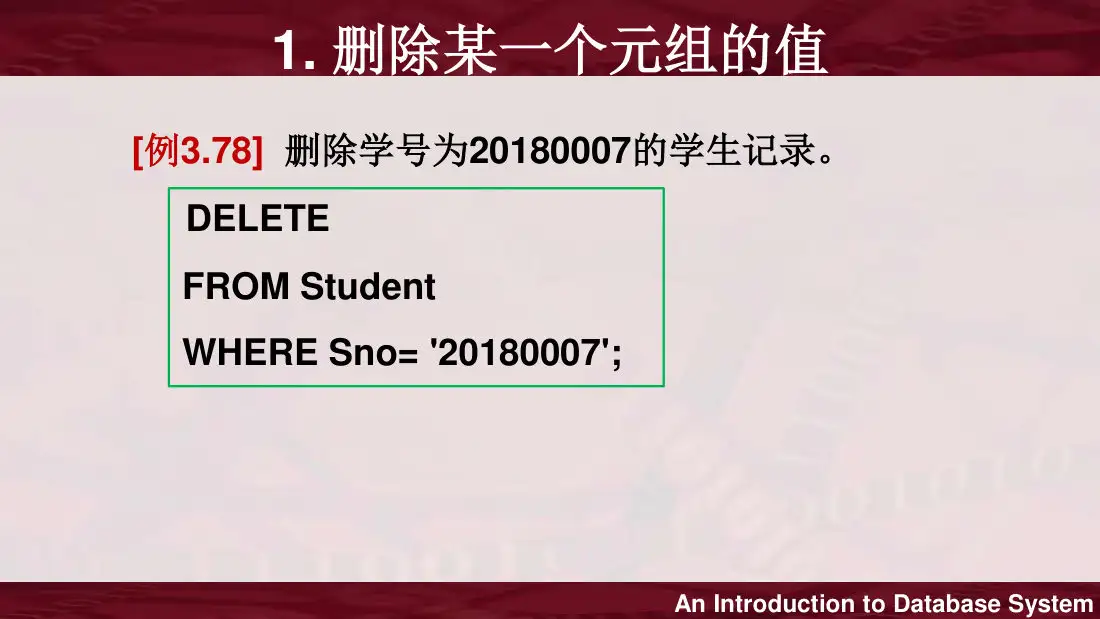 1. 删除某一个元组的值
[例3.78] 删除学号为20180007的学生记录。
DELETE
FROM Student
WHERE Sno= '20180007';
An Introduction to Database System